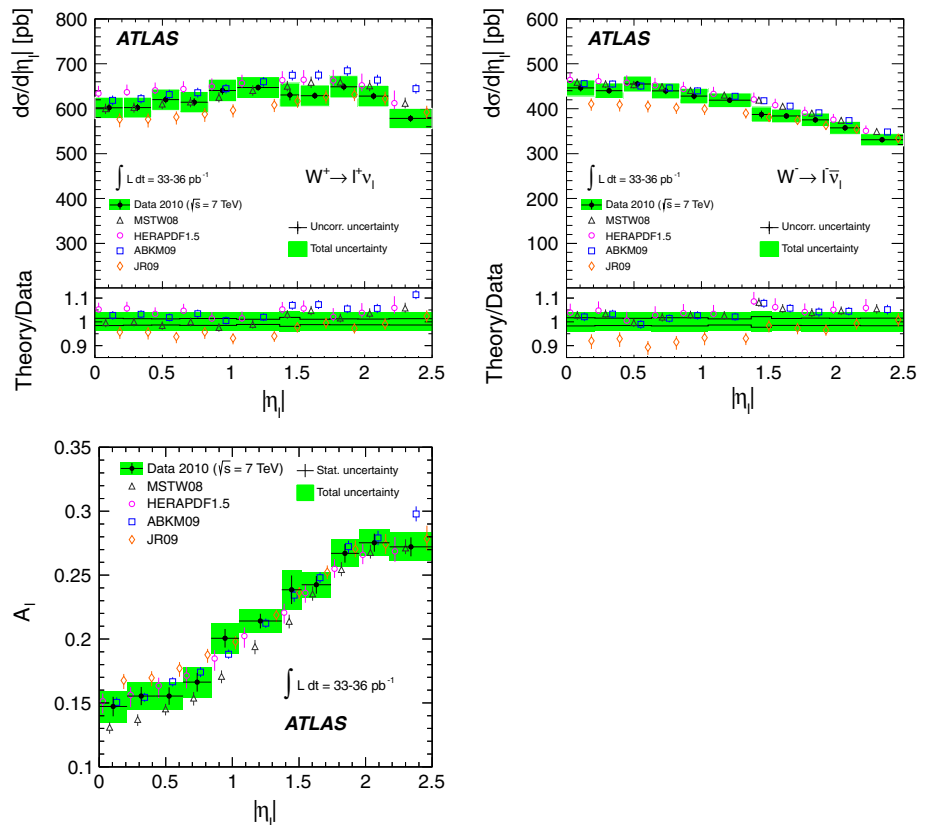 dσ/d|η_l| [pb]
800
700
600
500
400
300
200
ATLAS
∫ L dt = 33-36 pb⁻¹
W⁺→ l⁺ν_l
Data 2010 (√s = 7 TeV)
MSTW08
HERAPDF1.5
ABKM09
JR09
Uncorr. uncertainty
Total uncertainty
Theory/Data
1.1
1
0.9
0 0.5 1 1.5 2 2.5
|η_l|
dσ/d|η_l| [pb]
600
500
400
300
200
100
ATLAS
∫ L dt = 33-36 pb⁻¹
W⁻→ l⁻ν̄_l
Data 2010 (√s = 7 TeV)
MSTW08
HERAPDF1.5
ABKM09
JR09
Uncorr. uncertainty
Total uncertainty
Theory/Data
1.1
1
0.9
0 0.5 1 1.5 2 2.5
|η_l|
A_l
0.35
0.3
0.25
0.2
0.15
0.1
Data 2010 (√s = 7 TeV)
MSTW08
HERAPDF1.5
ABKM09
JR09
Stat. uncertainty
Total uncertainty
∫ L dt = 33-36 pb⁻¹
ATLAS
0 0.5 1 1.5 2 2.5
|η_l|